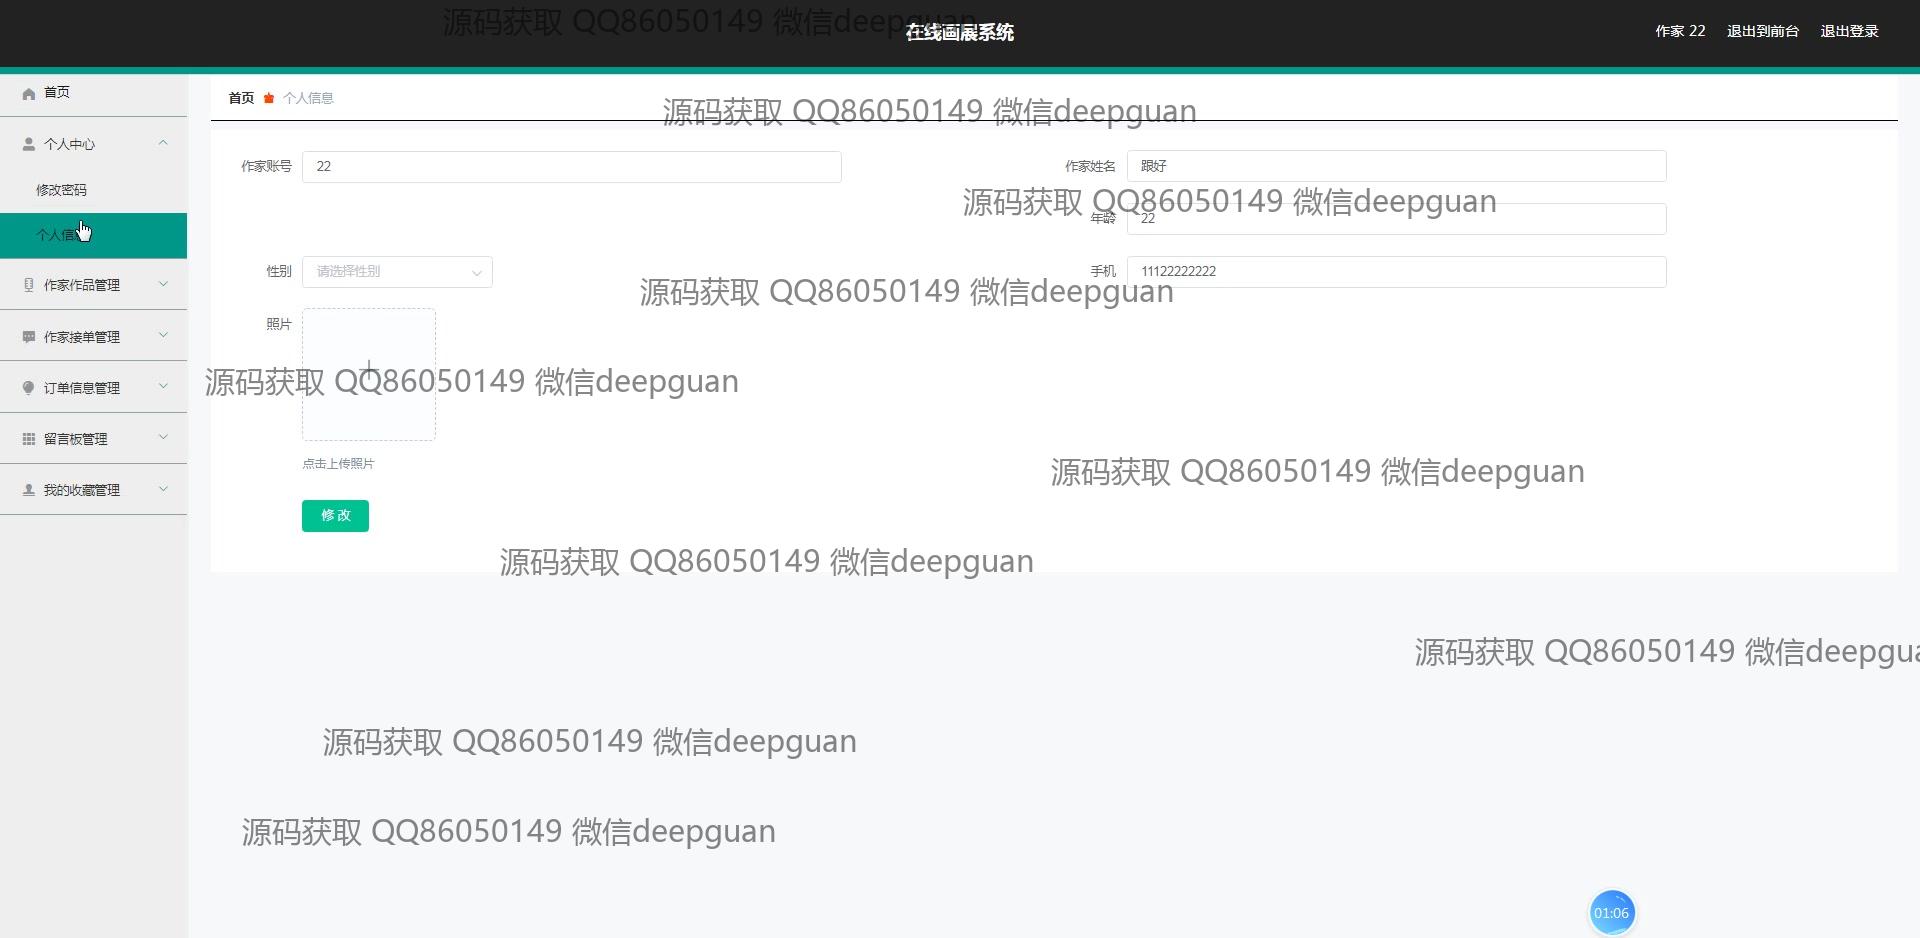 源码获取 QQ86050149 微信deepguan
在线画展系统
作家 22 退出到前台 退出登录
首页
首页 个人信息
源码获取 QQ86050149 微信deepguan
个人中心
作家账号 22
作家姓名 跟好
修改密码
源码获取 QQ86050149 微信deepguan
年龄 22
个人信息
性别 请选择性别
手机 11122222222
作家作品管理
源码获取 QQ86050149 微信deepguan
照片
作家接单管理
源码获取 QQ86050149 微信deepguan
订单信息管理
留言板管理
点击上传照片
源码获取 QQ86050149 微信deepguan
我的收藏管理
修改
源码获取 QQ86050149 微信deepguan
源码获取 QQ86050149 微信deepgua
源码获取 QQ86050149 微信deepguan
源码获取 QQ86050149 微信deepguan
01:06